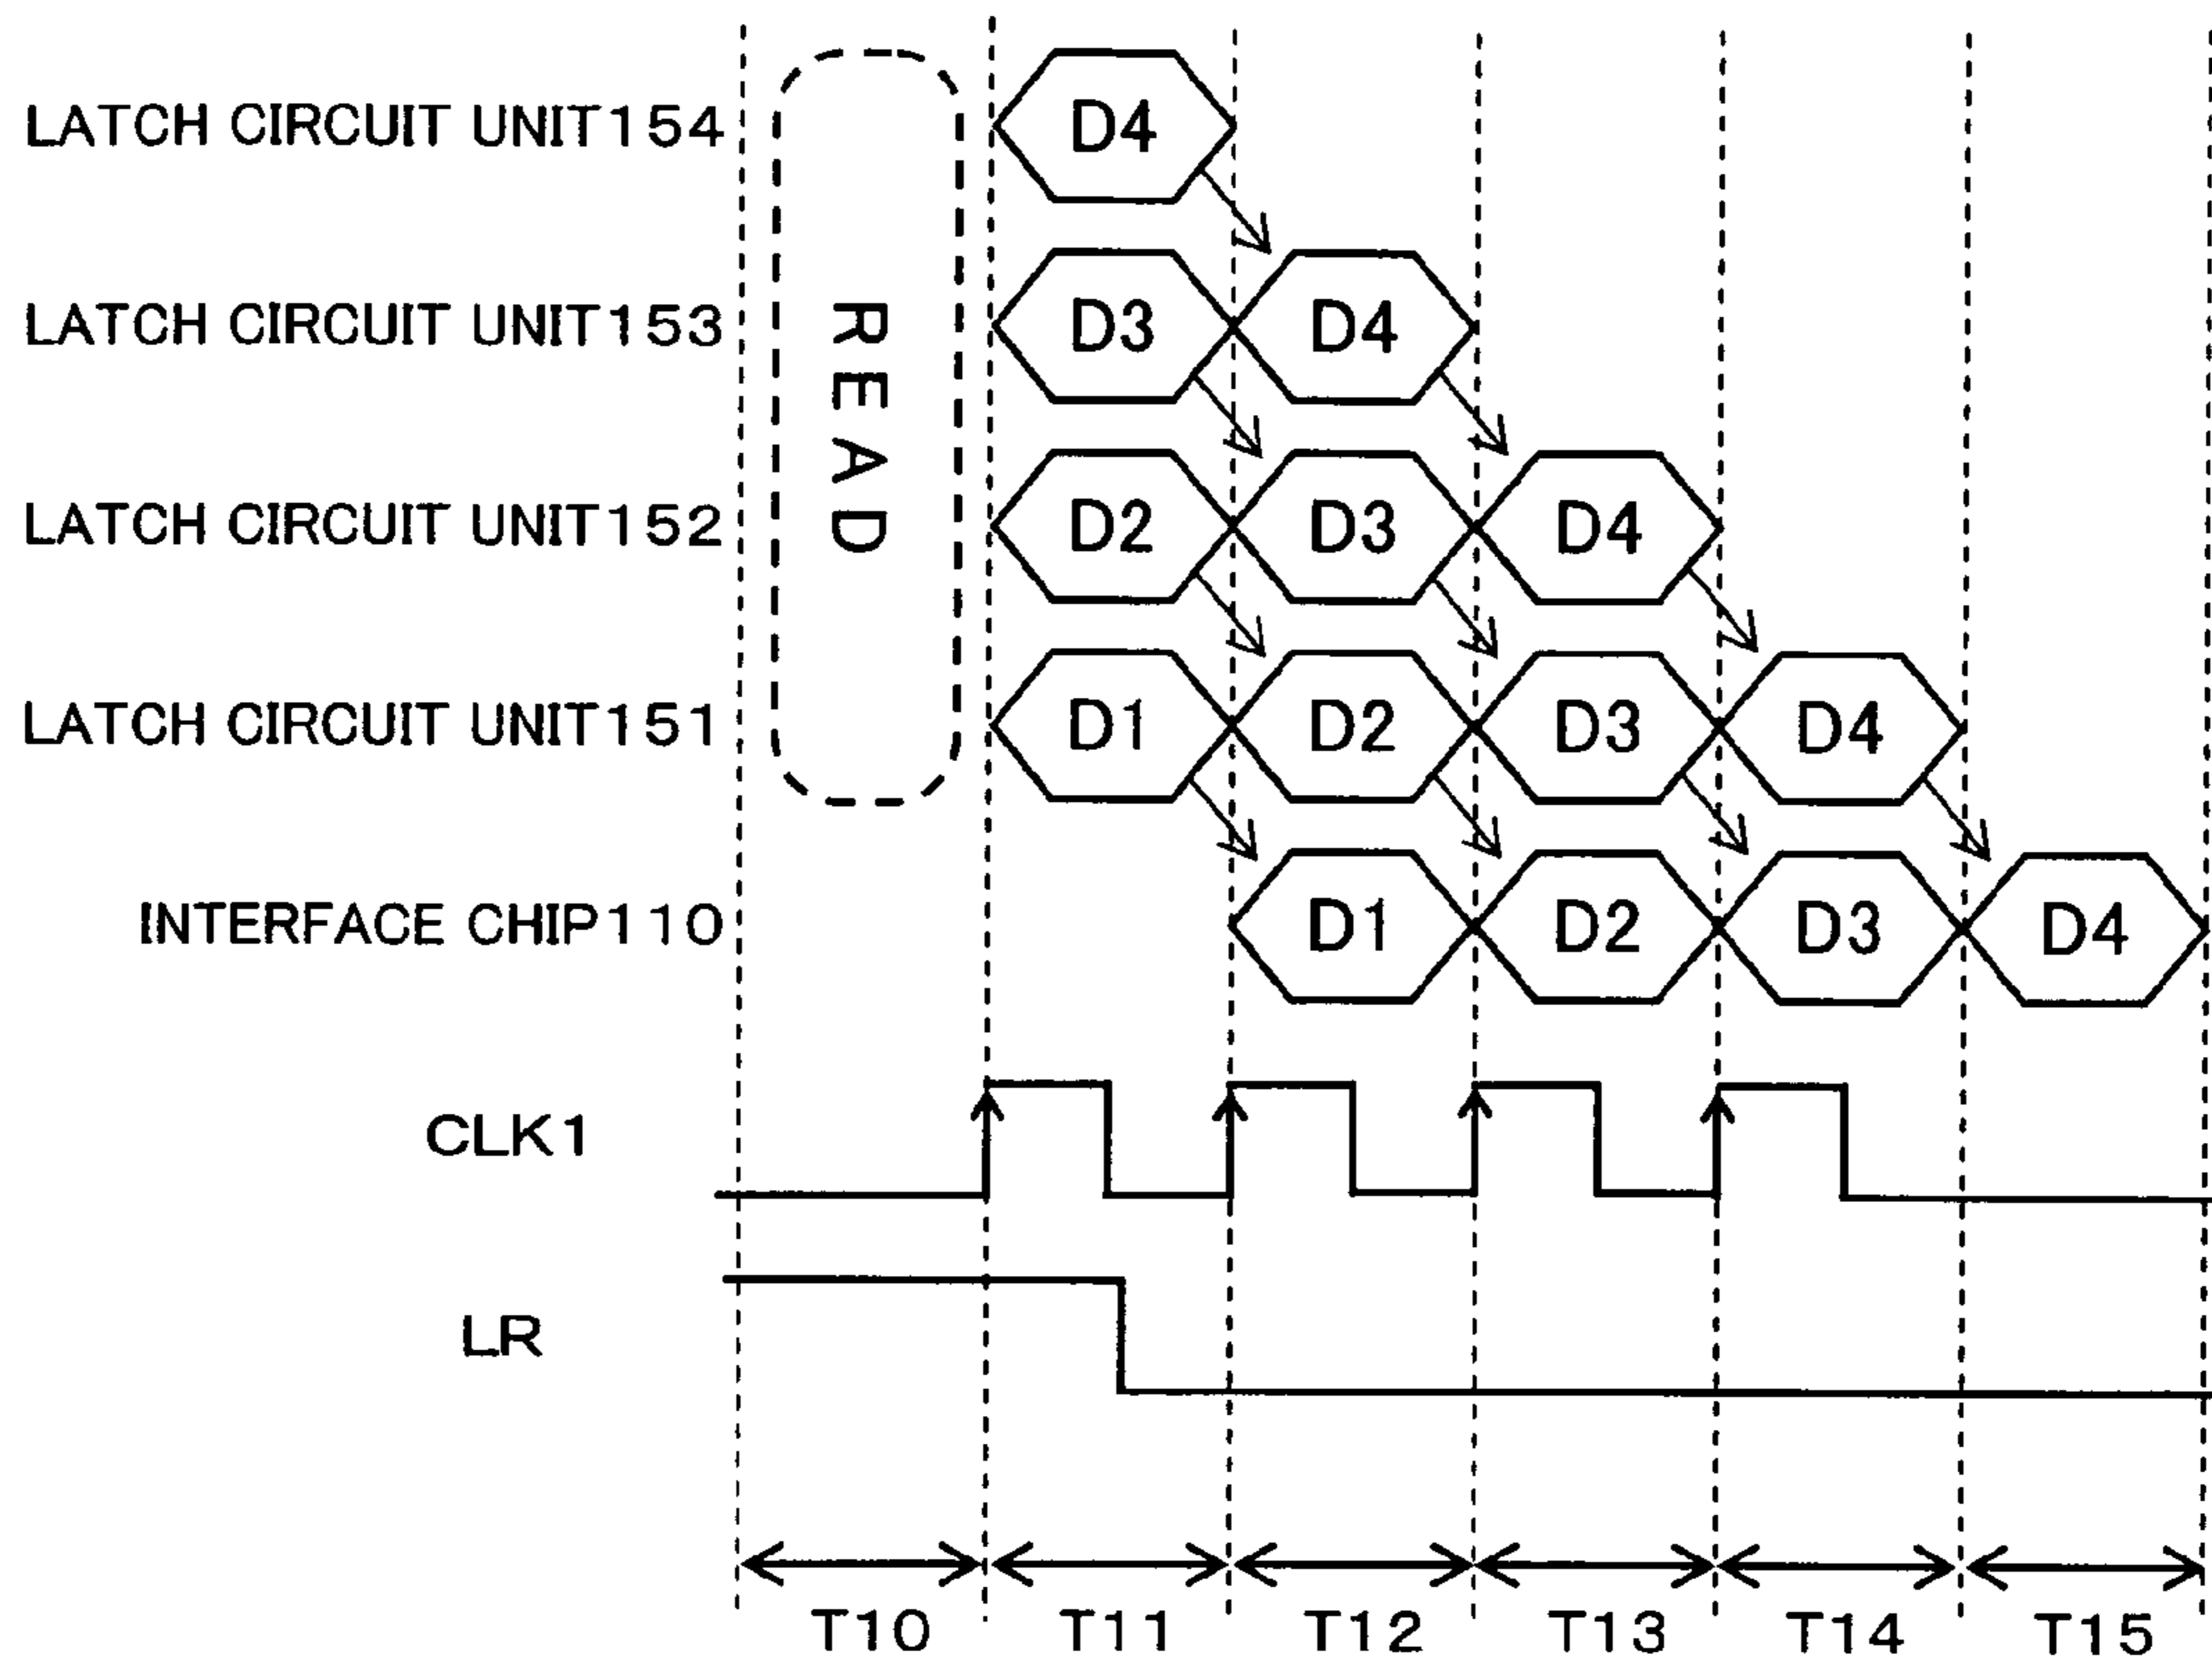 LATCH CIRCUIT UNIT154 D4
LATCH CIRCUIT UNIT153 D3 D4
READ
LATCH CIRCUIT UNIT152 D2 D3 D4
LATCH CIRCUIT UNIT151 D1 D2 D3 D4
INTERFACE CHIP110 D1 D2 D3 D4
CLK1
LR
T10 T11 T12 T13 T14 T15